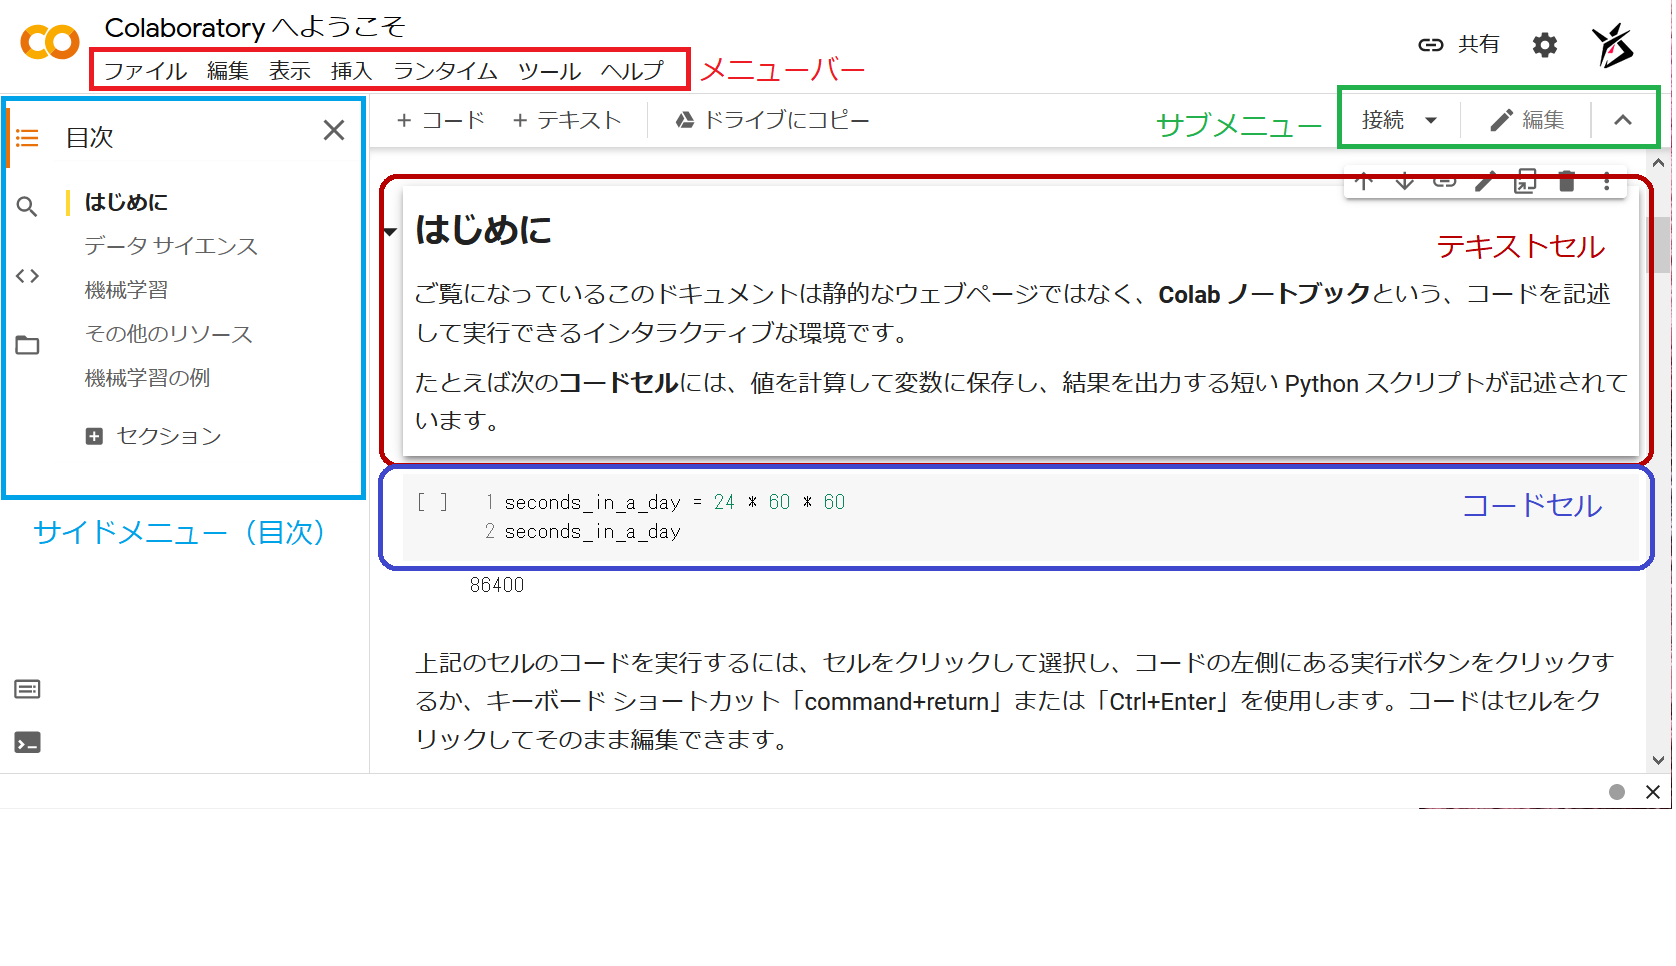 Colaboratory へようこそ
ファイル 編集 表示 挿入 ランタイム ツール ヘルプ
メニューバー
共有
+ コード + テキスト ドライブにコピー
サブメニュー
接続 編集
目次
はじめに
データ サイエンス
機械学習
その他のリソース
機械学習の例
セクション
サイドメニュー（目次）
はじめに
テキストセル
ご覧になっているこのドキュメントは静的なウェブページではなく、Colab ノートブックという、コードを記述
して実行できるインタラクティブな環境です。
たとえば次のコードセルには、値を計算して変数に保存し、結果を出力する短い Python スクリプトが記述されて
います。
[ ] 1 seconds_in_a_day = 24 * 60 * 60
2 seconds_in_a_day
コードセル
86400
上記のセルのコードを実行するには、セルをクリックして選択し、コードの左側にある実行ボタンをクリックす
るか、キーボード ショートカット「command+return」または「Ctrl+Enter」を使用します。コードはセルをク
リックしてそのまま編集できます。